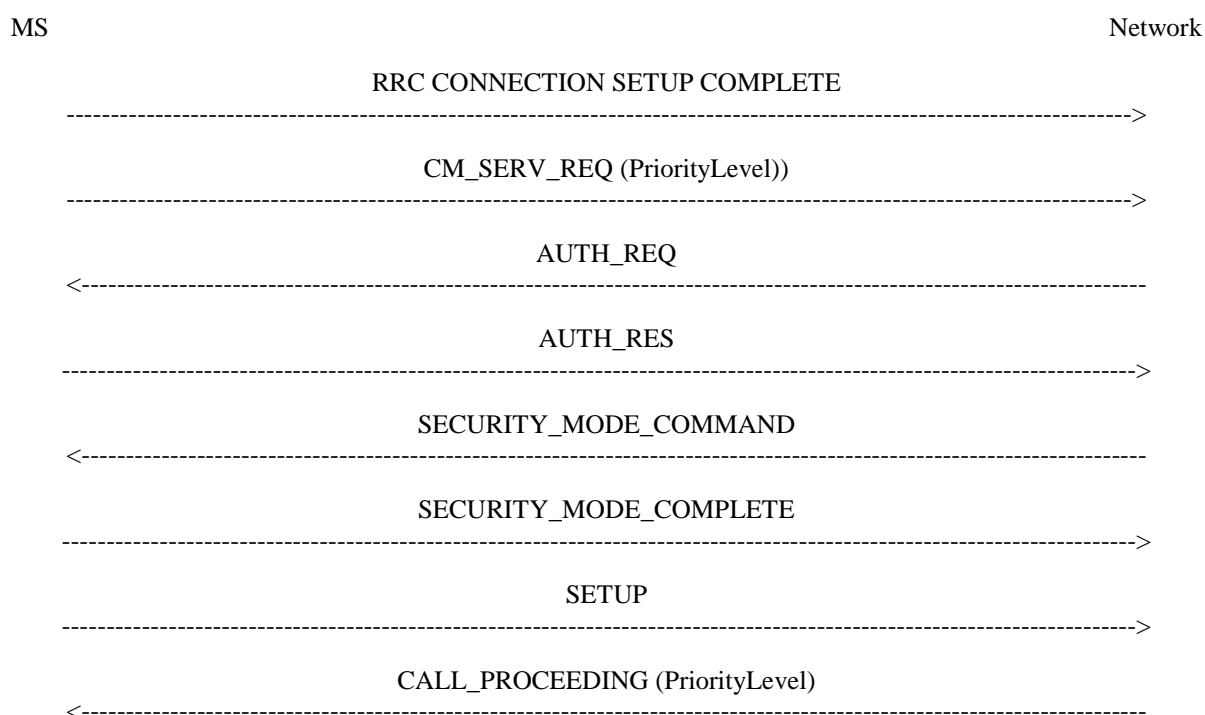 MS Network
RRC CONNECTION SETUP COMPLETE
------------------------------------------------------------------------------------------------------------------------>
CM_SERV_REQ (PriorityLevel))
------------------------------------------------------------------------------------------------------------------------>
AUTH_REQ
<------------------------------------------------------------------------------------------------------------------------
AUTH_RES
------------------------------------------------------------------------------------------------------------------------->
SECURITY_MODE_COMMAND
<------------------------------------------------------------------------------------------------------------------------
SECURITY_MODE_COMPLETE
------------------------------------------------------------------------------------------------------------------------->
SETUP
------------------------------------------------------------------------------------------------------------------------->
CALL_PROCEEDING (PriorityLevel)
<------------------------------------------------------------------------------------------------------------------------